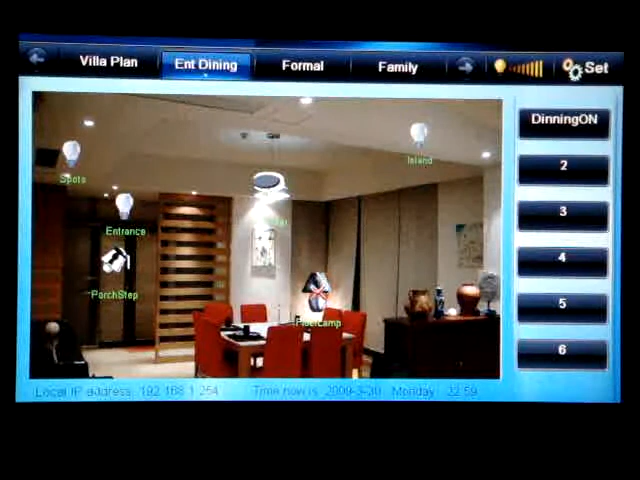 Villa Plan
Ent Dining
Formal
Family
Set
DinningON
2
3
4
5
6
Island
Spots
Entrance
PorchStep
Local IP address: 192.168.1.254
Time now is: 2009-3-30 Monday 22:59